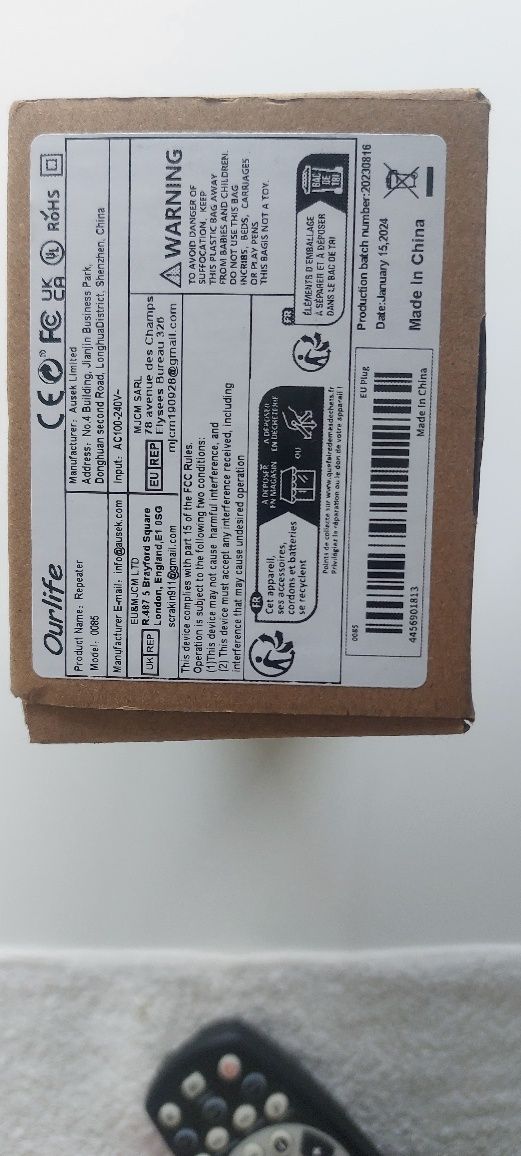 Ourlife
CE FC UK CA UL RoHS
Product Name: Repeater
Model: 0085
Manufacturer: Ausek Limited
Address: No.A Building, Jianjin Business Park,
Donghuan second Road, LonghuaDistrict, Shenzhen, China
Manufacturer E-mail: info@ausek.com
Input: AC100-240V~
UK REP
EU&MJCM LTD
R.487 5 Brayford Square
London, England,E1 0SG
scrakin911@gmail.com
EU REP
MJCM SARL
78 avenue des Champs
Elysees Bureau 326
mjcm190928@gmail.com
This device complies with part 15 of the FCC Rules.
Operation is subject to the following two conditions:
(1)This device may not cause harmful interference, and
(2) This device must accept any interference received, including
interference that may cause undesired operation
WARNING
TO AVOID DANGER OF
SUFFOCATION, KEEP
THIS PLASTIC BAG AWAY
FROM BABIES AND CHILDREN.
DO NOT USE THIS BAG
INCRIBS, BEDS, CARRIAGES
OR PLAY PENS
THIS BAGIS NOT A TOY.
FR
Cet appareil,
ses accessoires,
cordons et batteries
se recyclent
À DÉPOSER
EN MAGASIN
OU
À DÉPOSER
EN DÉCHÈTERIE
Points de collecte sur www.quefairedemesdechets.fr
Privilégiez la réparation ou le don de votre appareil !
FR
ÉLÉMENTS D'EMBALLAGE
À SÉPARER ET À DÉPOSER
DANS LE BAC DE TRI
BAC
DE
TRI
0085
EU Plug
4456901813
Made In China
Production batch number:20230816
Date:January 15,2024
Made In China